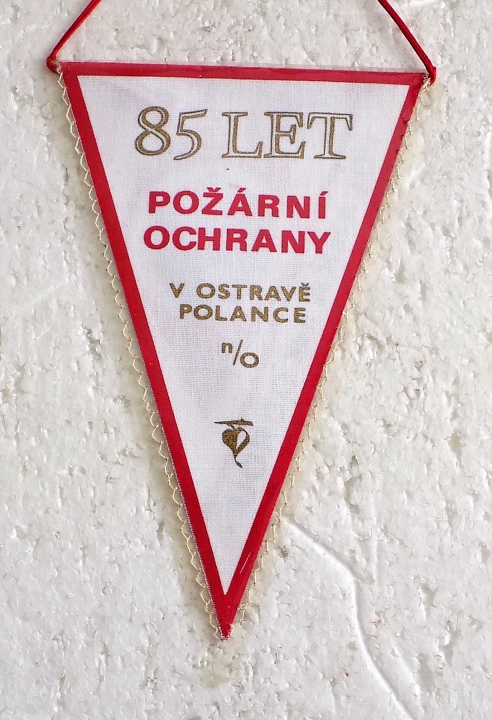 85 LET
POŽÁRNÍ
OCHRANY
V OSTRAVĚ
POLANCE
n/O